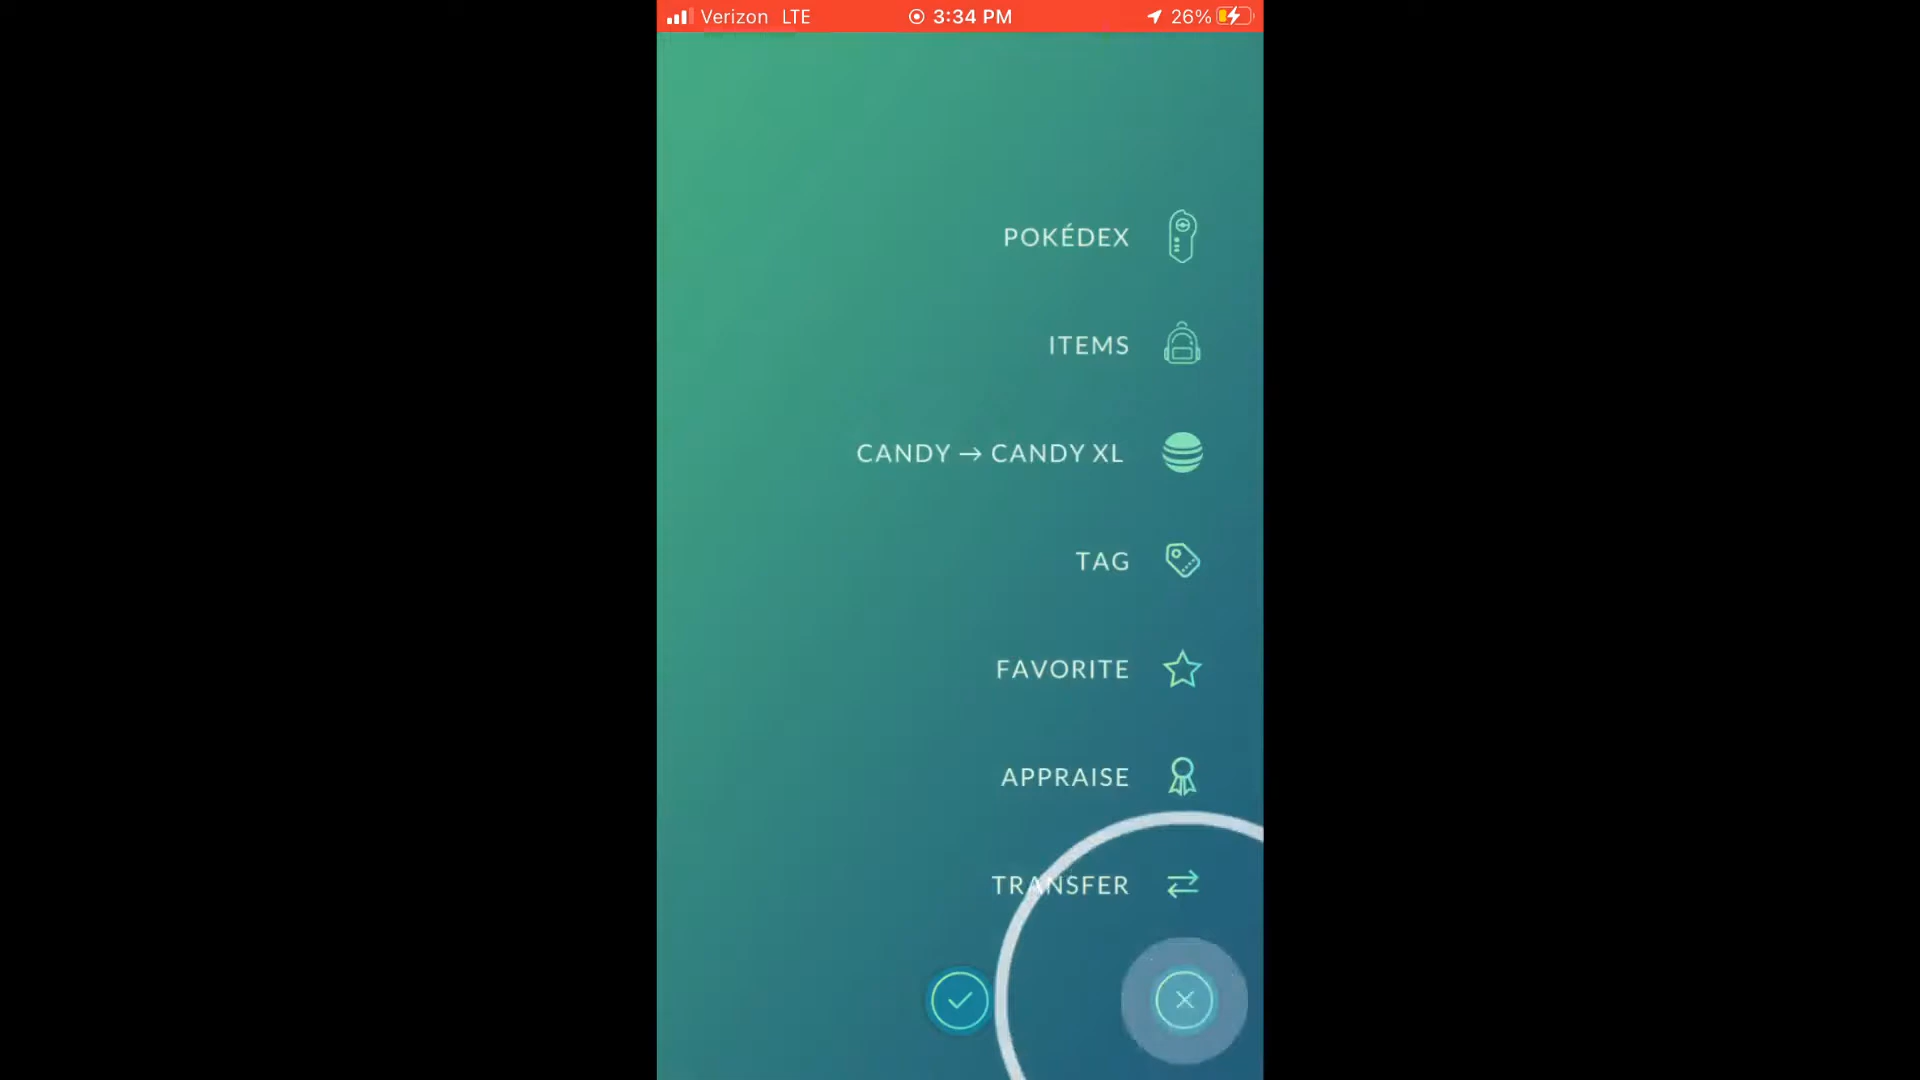 Verizon LTE 3:34 PM 26%
POKÉDEX
ITEMS
CANDY → CANDY XL
TAG
FAVORITE
APPRAISE
TRANSFER